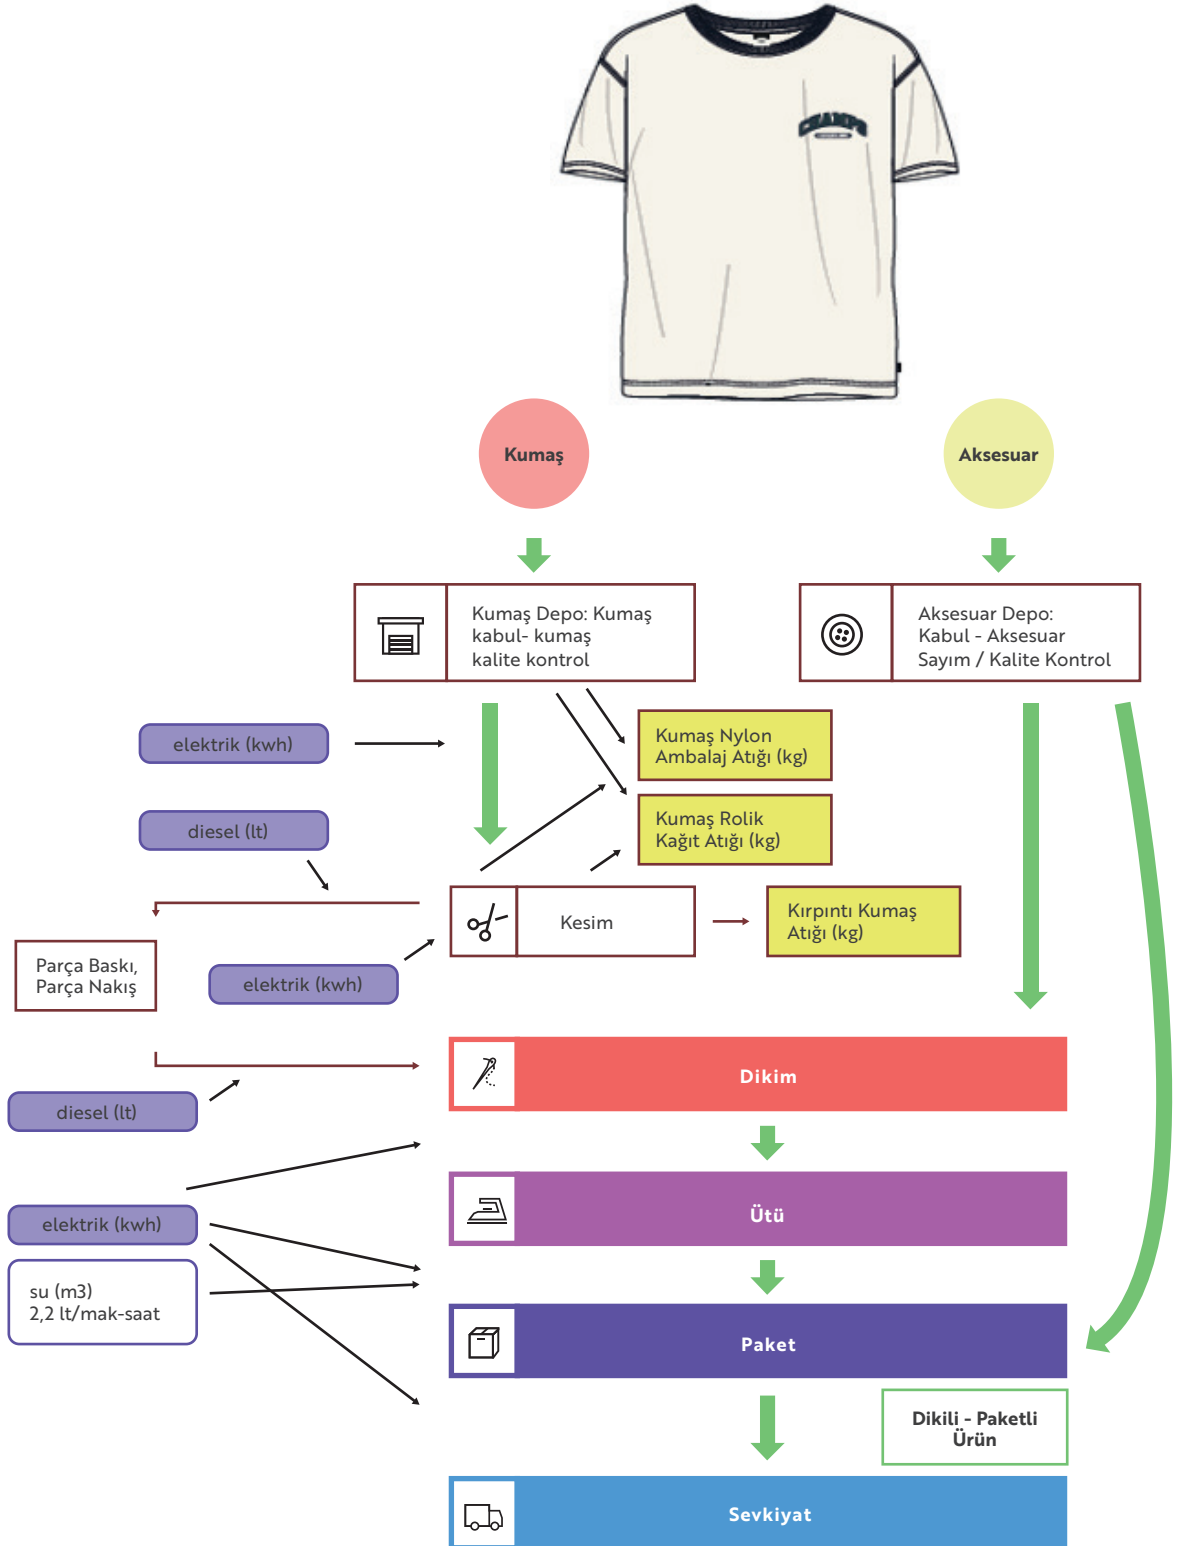 CHAMPS
Kumaş
Aksesuar
Kumaş Depo: Kumaş
kabul- kumaş
kalite kontrol
Aksesuar Depo:
Kabul - Aksesuar
Sayım / Kalite Kontrol
elektrik (kwh)
Kumaş Nylon
Ambalaj Atığı (kg)
diesel (lt)
Kumaş Rolik
Kağıt Atığı (kg)
Kesim
Kırpıntı Kumaş
Atığı (kg)
Parça Baskı,
Parça Nakış
elektrik (kwh)
Dikim
diesel (lt)
Ütü
elektrik (kwh)
su (m3)
2,2 lt/mak-saat
Paket
Dikili - Paketli
Ürün
Sevkiyat